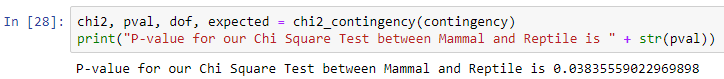 In [28]: chi2, pval, dof, expected = chi2_contingency(contingency)
print("P-value for our Chi Square Test between Mammal and Reptile is " + str(pval))
P-value for our Chi Square Test between Mammal and Reptile is 0.03835559022969898